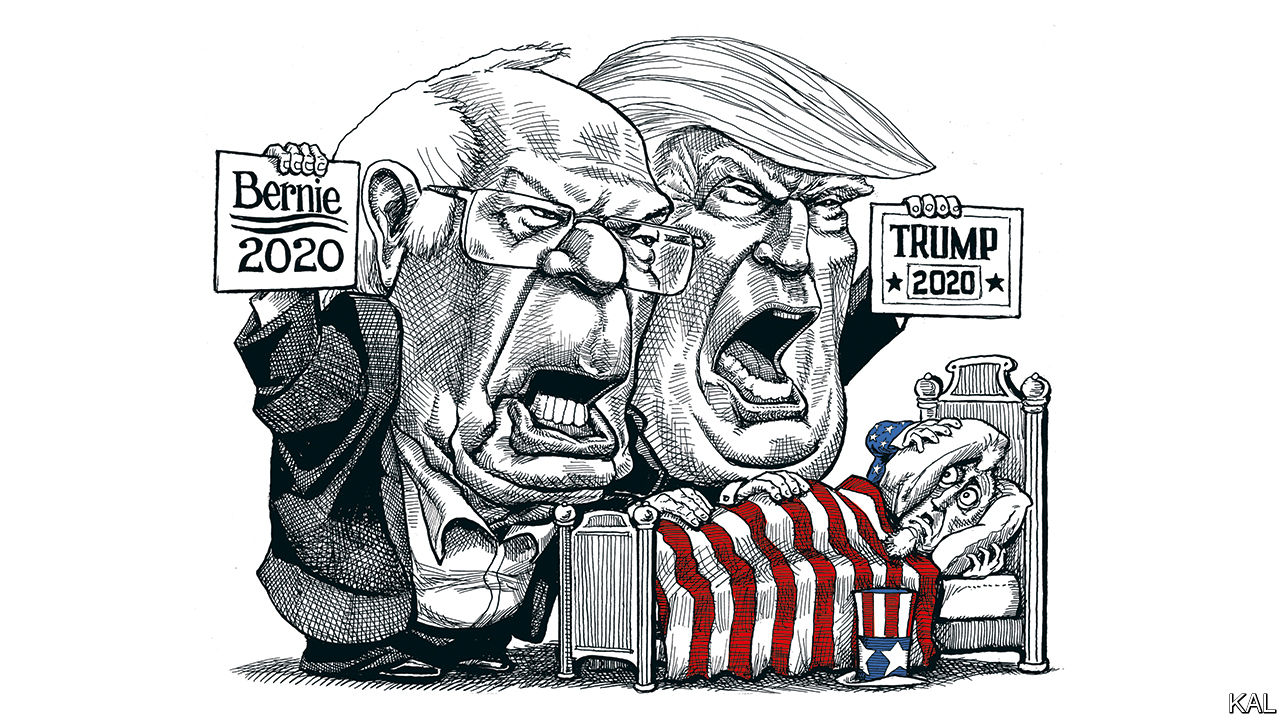 Bernie
2020
TRUMP
★ 2020 ★
KAL